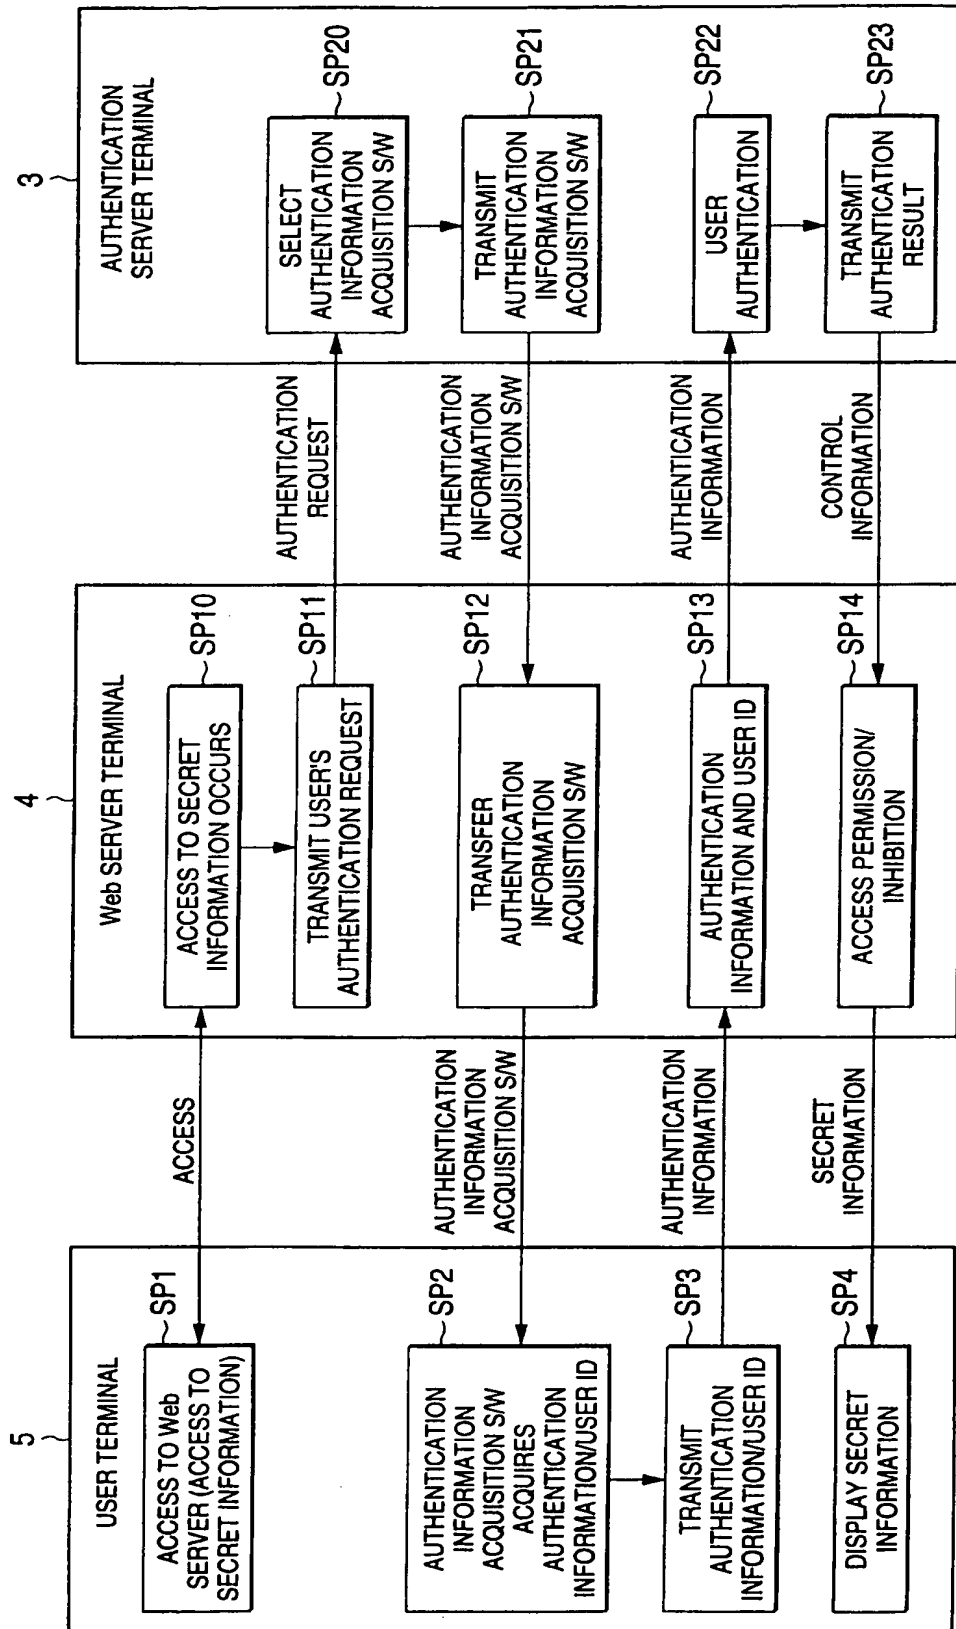 5
USER TERMINAL
SP1
ACCESS TO Web
SERVER (ACCESS TO
SECRET INFORMATION)
SP2
AUTHENTICATION
INFORMATION
ACQUISITION S/W
ACQUIRES
AUTHENTICATION
INFORMATION/USER ID
SP3
TRANSMIT
AUTHENTICATION
INFORMATION/USER ID
SP4
DISPLAY SECRET
INFORMATION
ACCESS
AUTHENTICATION
INFORMATION
ACQUISITION S/W
AUTHENTICATION
INFORMATION
SECRET
INFORMATION
4
Web SERVER TERMINAL
SP10
ACCESS TO SECRET
INFORMATION OCCURS
SP11
TRANSMIT USER'S
AUTHENTICATION REQUEST
SP12
TRANSFER
AUTHENTICATION
INFORMATION
ACQUISITION S/W
SP13
AUTHENTICATION
INFORMATION AND USER ID
SP14
ACCESS PERMISSION/
INHIBITION
AUTHENTICATION
REQUEST
AUTHENTICATION
INFORMATION
ACQUISITION S/W
AUTHENTICATION
INFORMATION
CONTROL
INFORMATION
3
AUTHENTICATION
SERVER TERMINAL
SP20
SELECT
AUTHENTICATION
INFORMATION
ACQUISITION S/W
SP21
TRANSMIT
AUTHENTICATION
INFORMATION
ACQUISITION S/W
SP22
USER
AUTHENTICATION
SP23
TRANSMIT
AUTHENTICATION
RESULT